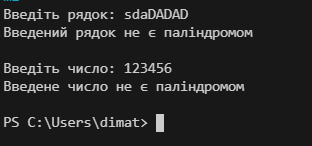 Введіть рядок: sdaDADAD
Введений рядок не є паліндромом
Введіть число: 123456
Введене число не є паліндромом
PS C:\Users\dimat>